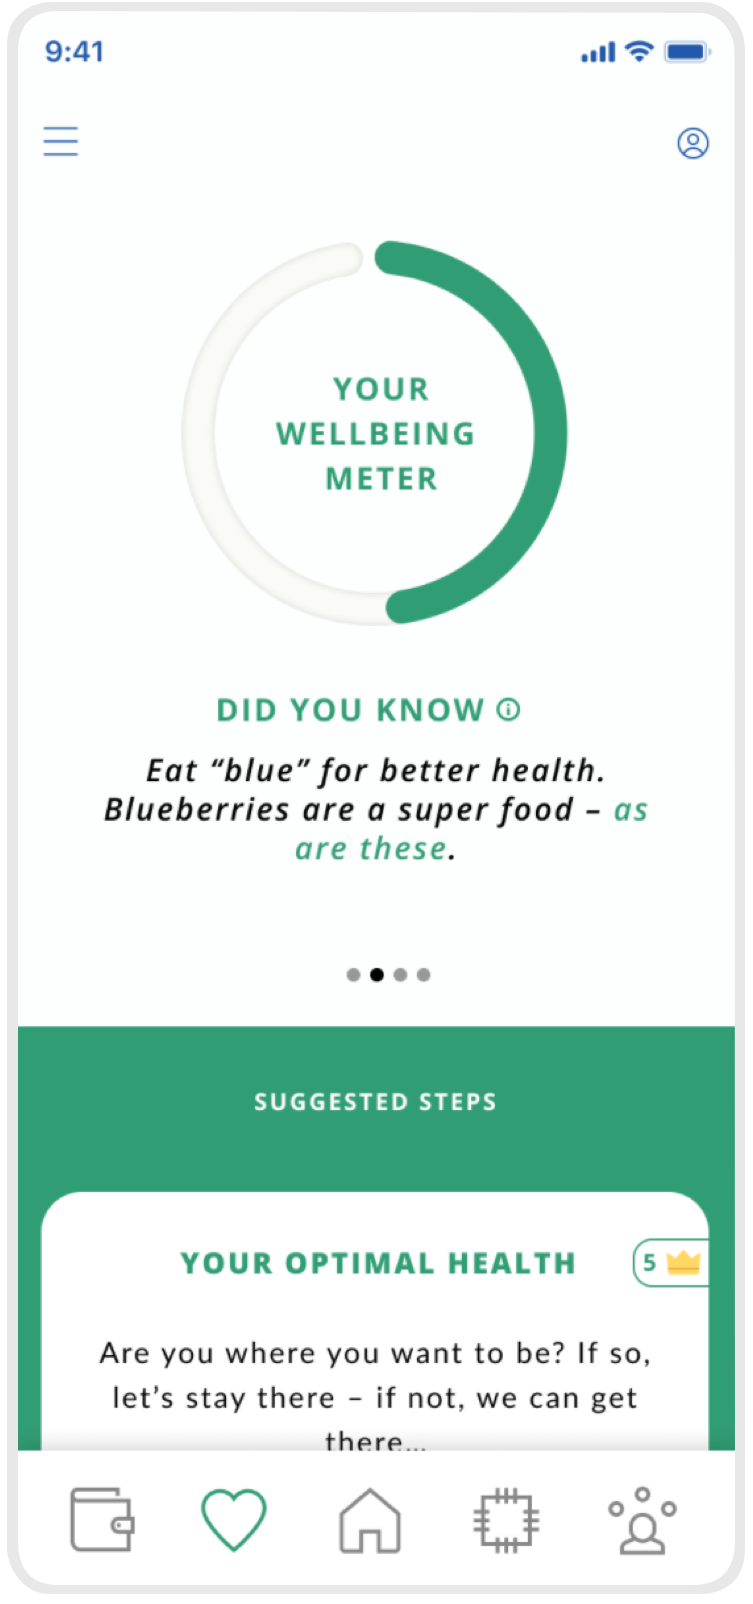 9:41
YOUR
WELLBEING
METER
DID YOU KNOW
Eat “blue” for better health.
Blueberries are a super food – as
are these.
SUGGESTED STEPS
YOUR OPTIMAL HEALTH
5
Are you where you want to be? If so,
let’s stay there – if not, we can get
there...